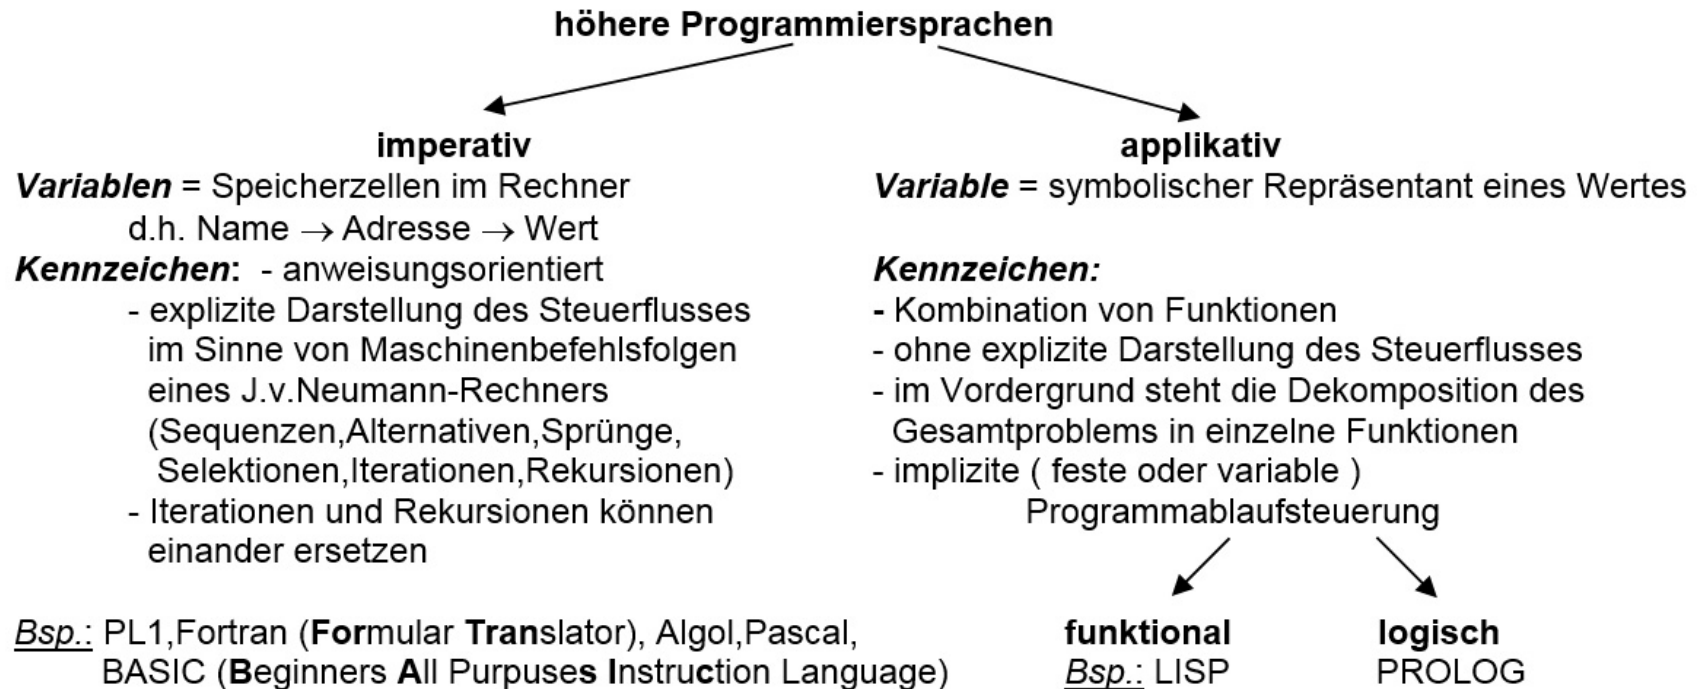 höhere Programmiersprachen
imperativ
Variablen = Speicherzellen im Rechner
d.h. Name → Adresse → Wert
Kennzeichen: - anweisungsorientiert
- explizite Darstellung des Steuerflusses
im Sinne von Maschinenbefehlsfolgen
eines J.v.Neumann-Rechners
(Sequenzen,Alternativen,Sprünge,
Selektionen,Iterationen,Rekursionen)
- Iterationen und Rekursionen können
einander ersetzen
Bsp.: PL1,Fortran (Formular Translator), Algol,Pascal,
BASIC (Beginners All Purpuses Instruction Language)
applikativ
Variable = symbolischer Repräsentant eines Wertes
Kennzeichen:
- Kombination von Funktionen
- ohne explizite Darstellung des Steuerflusses
- im Vordergrund steht die Dekomposition des
Gesamtproblems in einzelne Funktionen
- implizite ( feste oder variable )
Programmablaufsteuerung
funktional
Bsp.: LISP
logisch
PROLOG